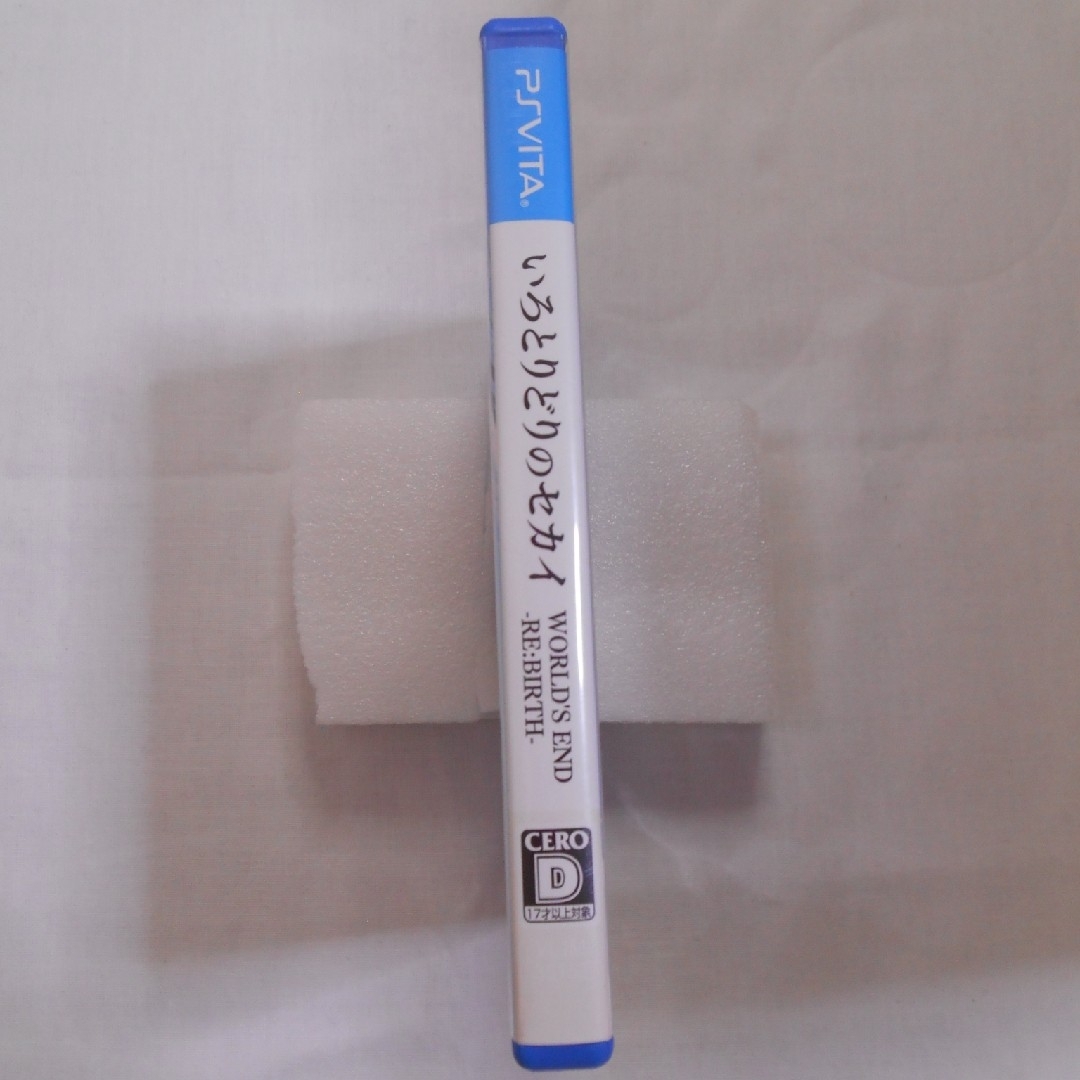 PSVITA®
いろとりどりのセカイ
WORLD'S END
-RE:BIRTH-
CERO
D
17才以上対象